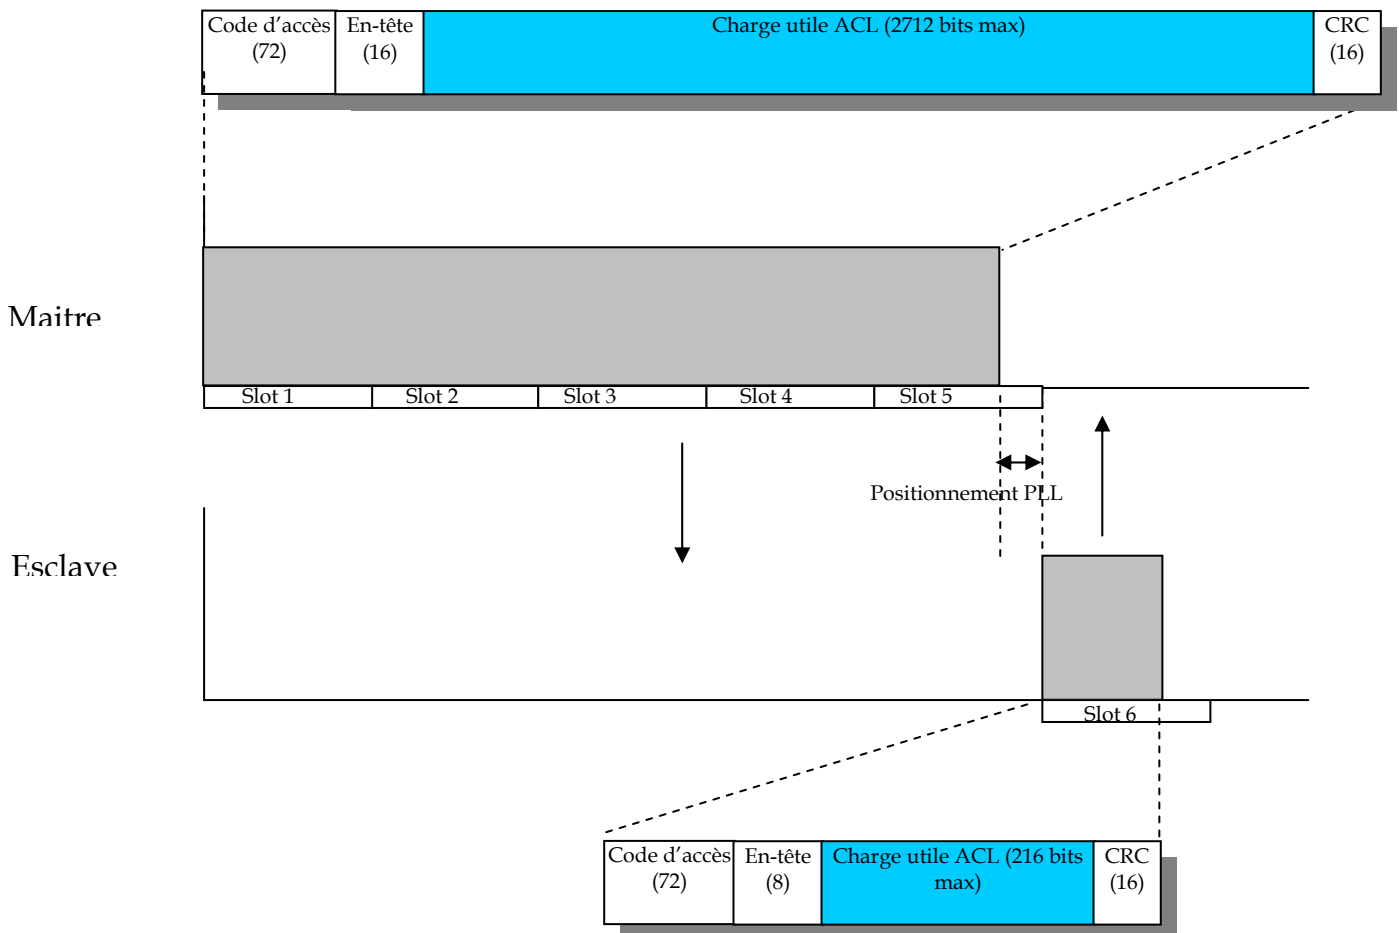 Code d'accès
(72)
En-tête
(16)
Charge utile ACL (2712 bits max)
CRC
(16)
Maitre
Slot 1
Slot 2
Slot 3
Slot 4
Slot 5
Positionnement PLL
Esclave
Slot 6
Code d'accès
(72)
En-tête
(8)
Charge utile ACL (216 bits
max)
CRC
(16)